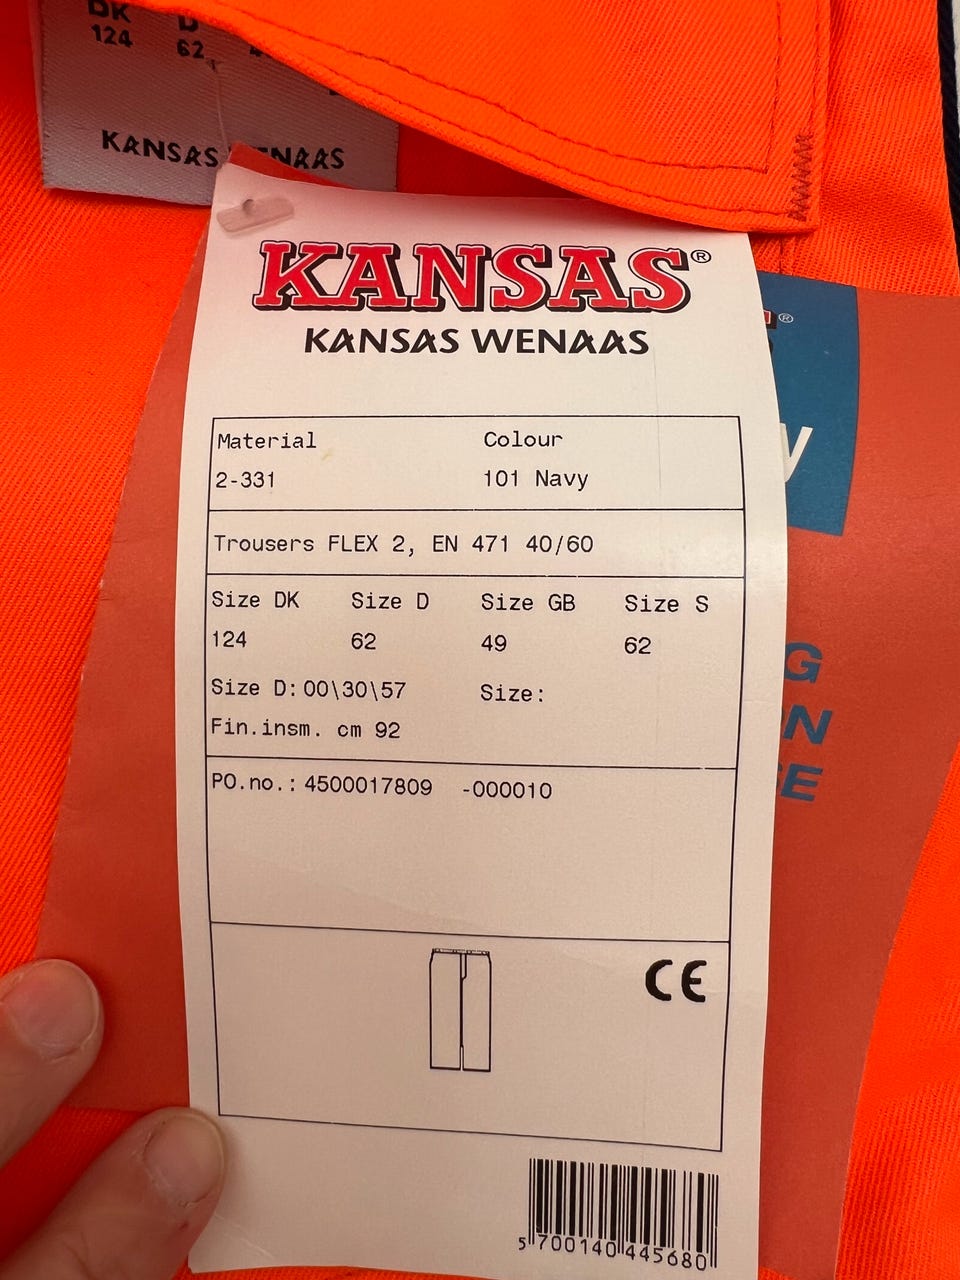 DK D
124 62
KANSAS WENAAS
KANSAS®
KANSAS WENAAS
Material Colour
2-331 101 Navy
Trousers FLEX 2, EN 471 40/60
Size DK Size D Size GB Size S
124 62 49 62
Size D: 00\30\57 Size:
Fin.insm. cm 92
PO.no.: 4500017809 -000010
CE
5 700140 445680